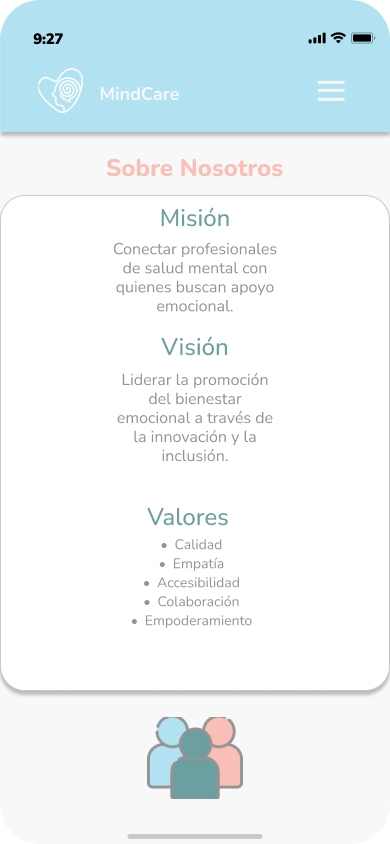 9:27
MindCare
Sobre Nosotros
Misión
Conectar profesionales
de salud mental con
quienes buscan apoyo
emocional.
Visión
Liderar la promoción
del bienestar
emocional a través de
la innovación y la
inclusión.
Valores
• Calidad
• Empatía
• Accesibilidad
• Colaboración
• Empoderamiento